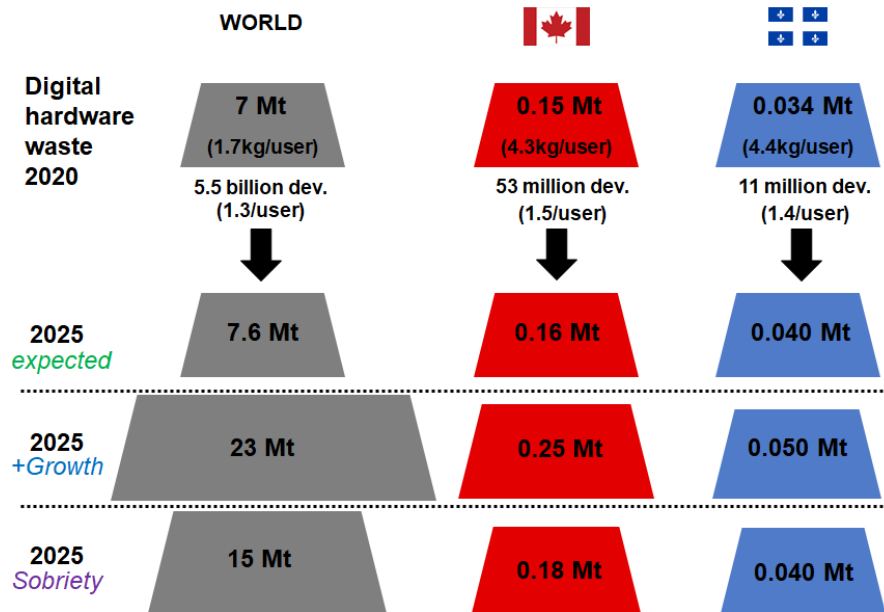 WORLD
Digital
hardware
waste
2020
7 Mt
(1.7kg/user)
0.15 Mt
(4.3kg/user)
0.034 Mt
(4.4kg/user)
5.5 billion dev.
(1.3/user)
53 million dev.
(1.5/user)
11 million dev.
(1.4/user)
2025
expected
7.6 Mt
0.16 Mt
0.040 Mt
2025
+Growth
23 Mt
0.25 Mt
0.050 Mt
2025
Sobriety
15 Mt
0.18 Mt
0.040 Mt